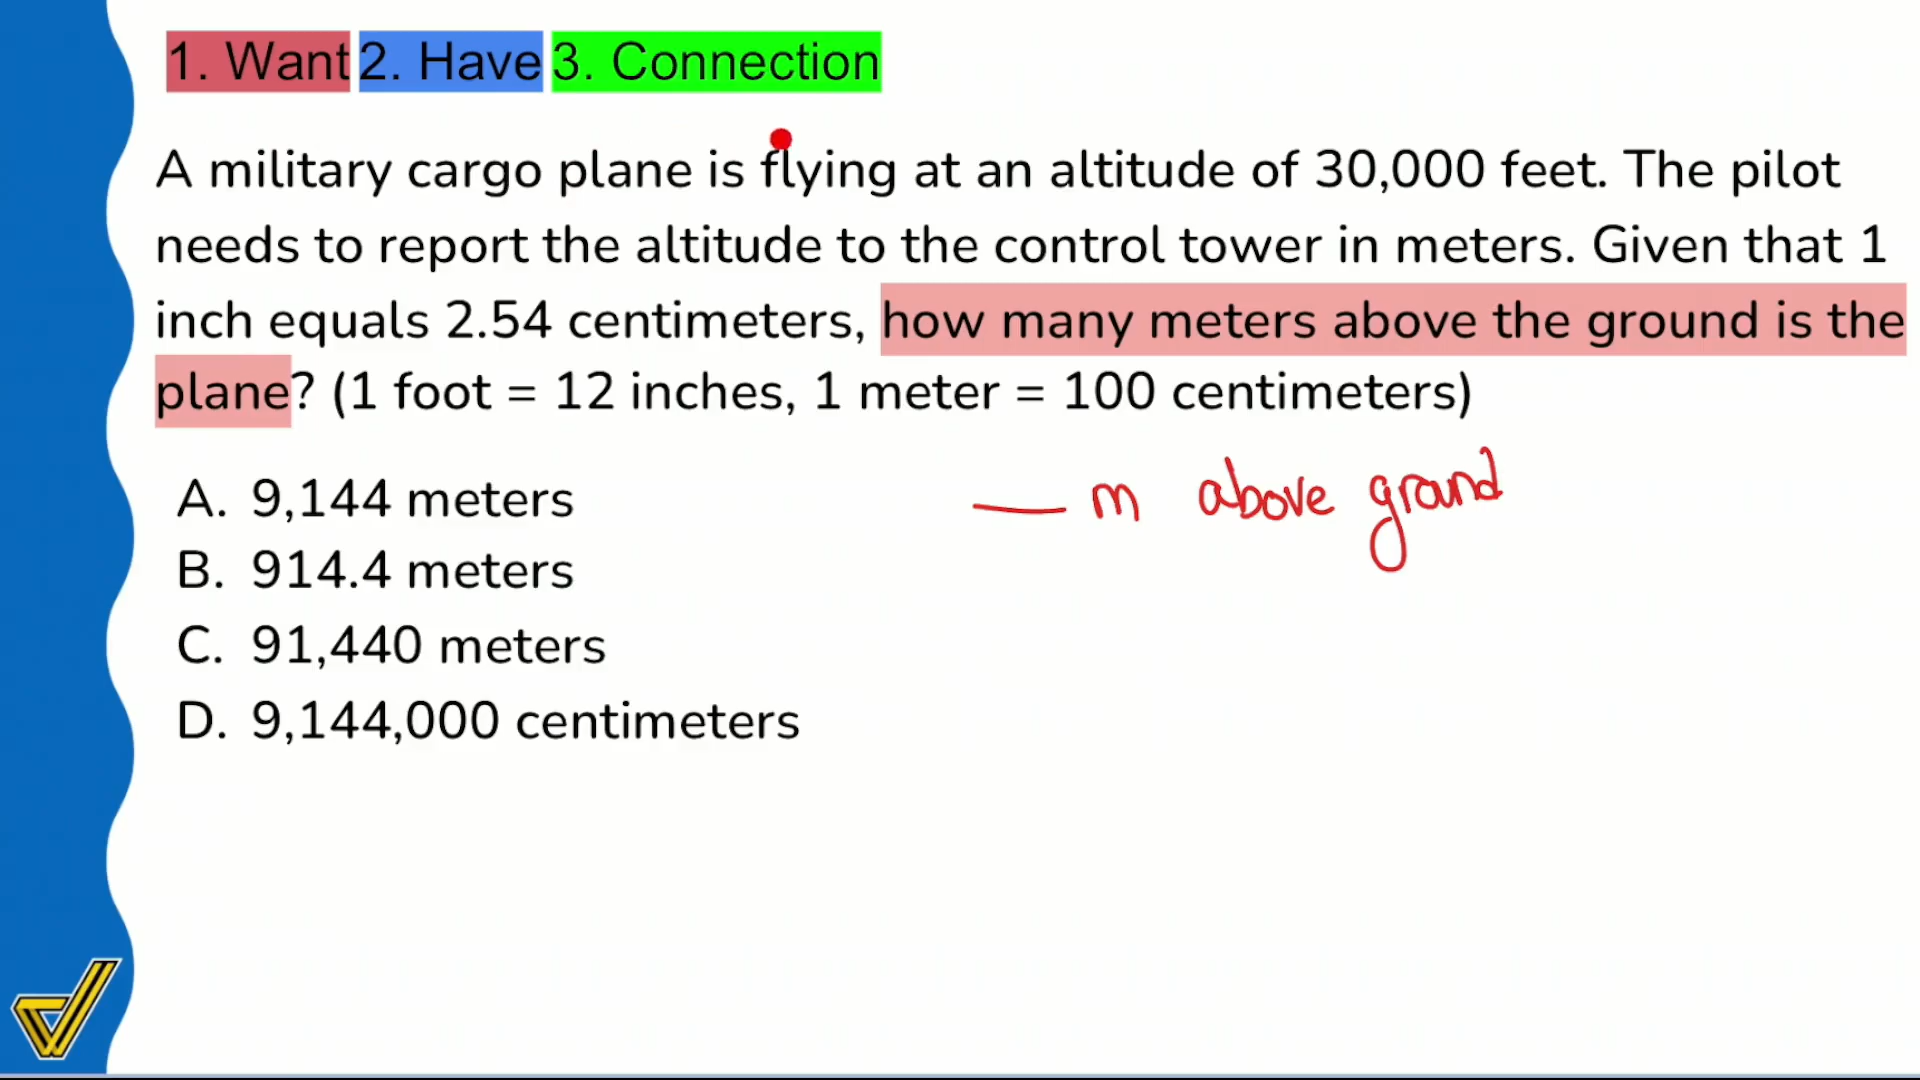 1. Want 2. Have 3. Connection
A military cargo plane is flying at an altitude of 30,000 feet. The pilot
needs to report the altitude to the control tower in meters. Given that 1
inch equals 2.54 centimeters, how many meters above the ground is the
plane? (1 foot = 12 inches, 1 meter = 100 centimeters)
A. 9,144 meters
___ m above ground
B. 914.4 meters
C. 91,440 meters
D. 9,144,000 centimeters